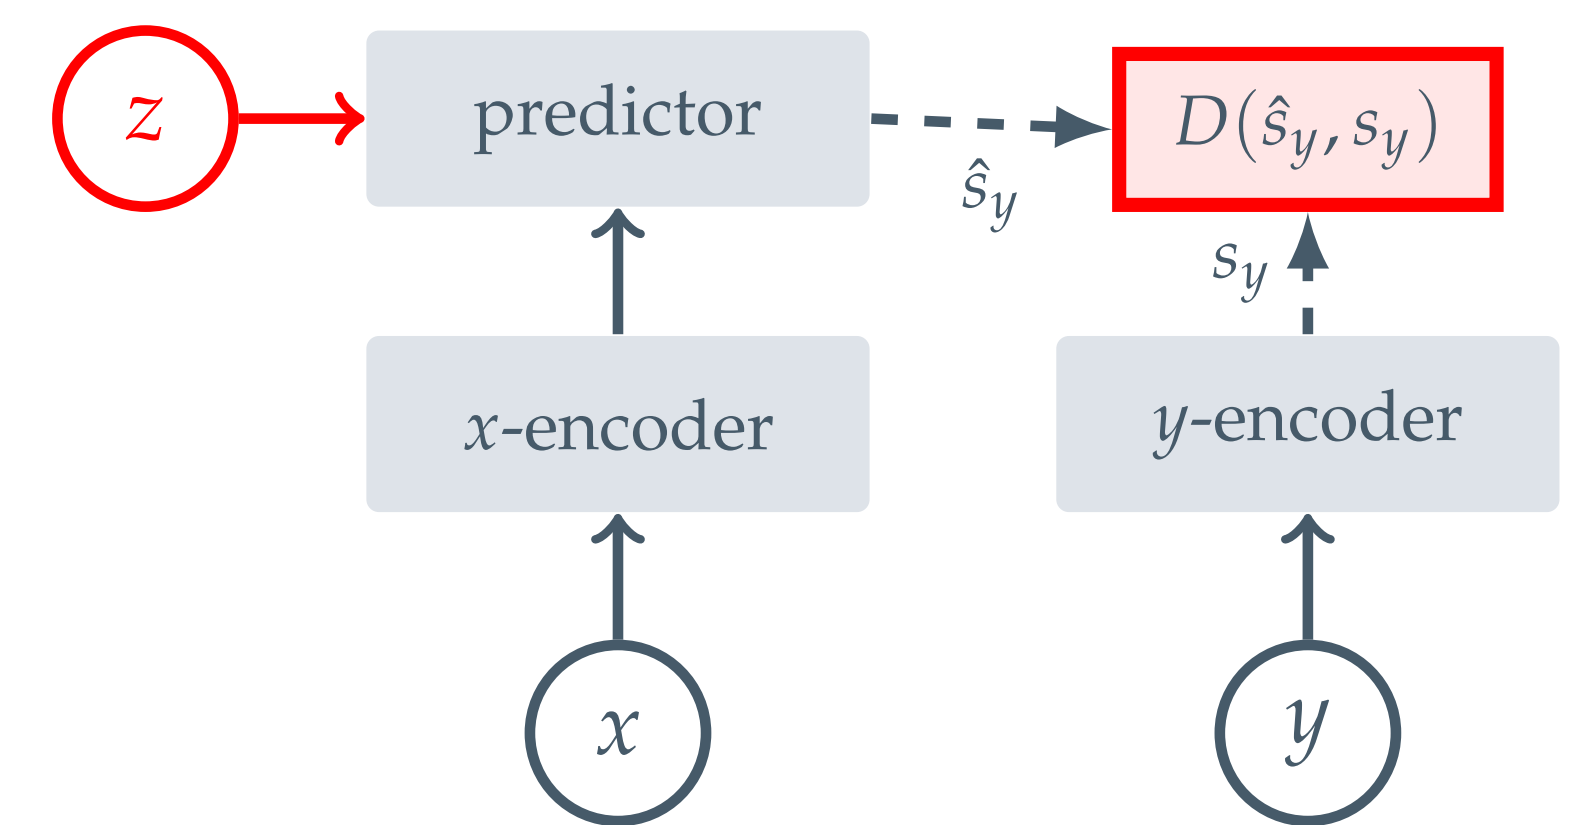 z
predictor
D(ŝ_y, s_y)
ŝ_y
s_y
x-encoder
y-encoder
x
y